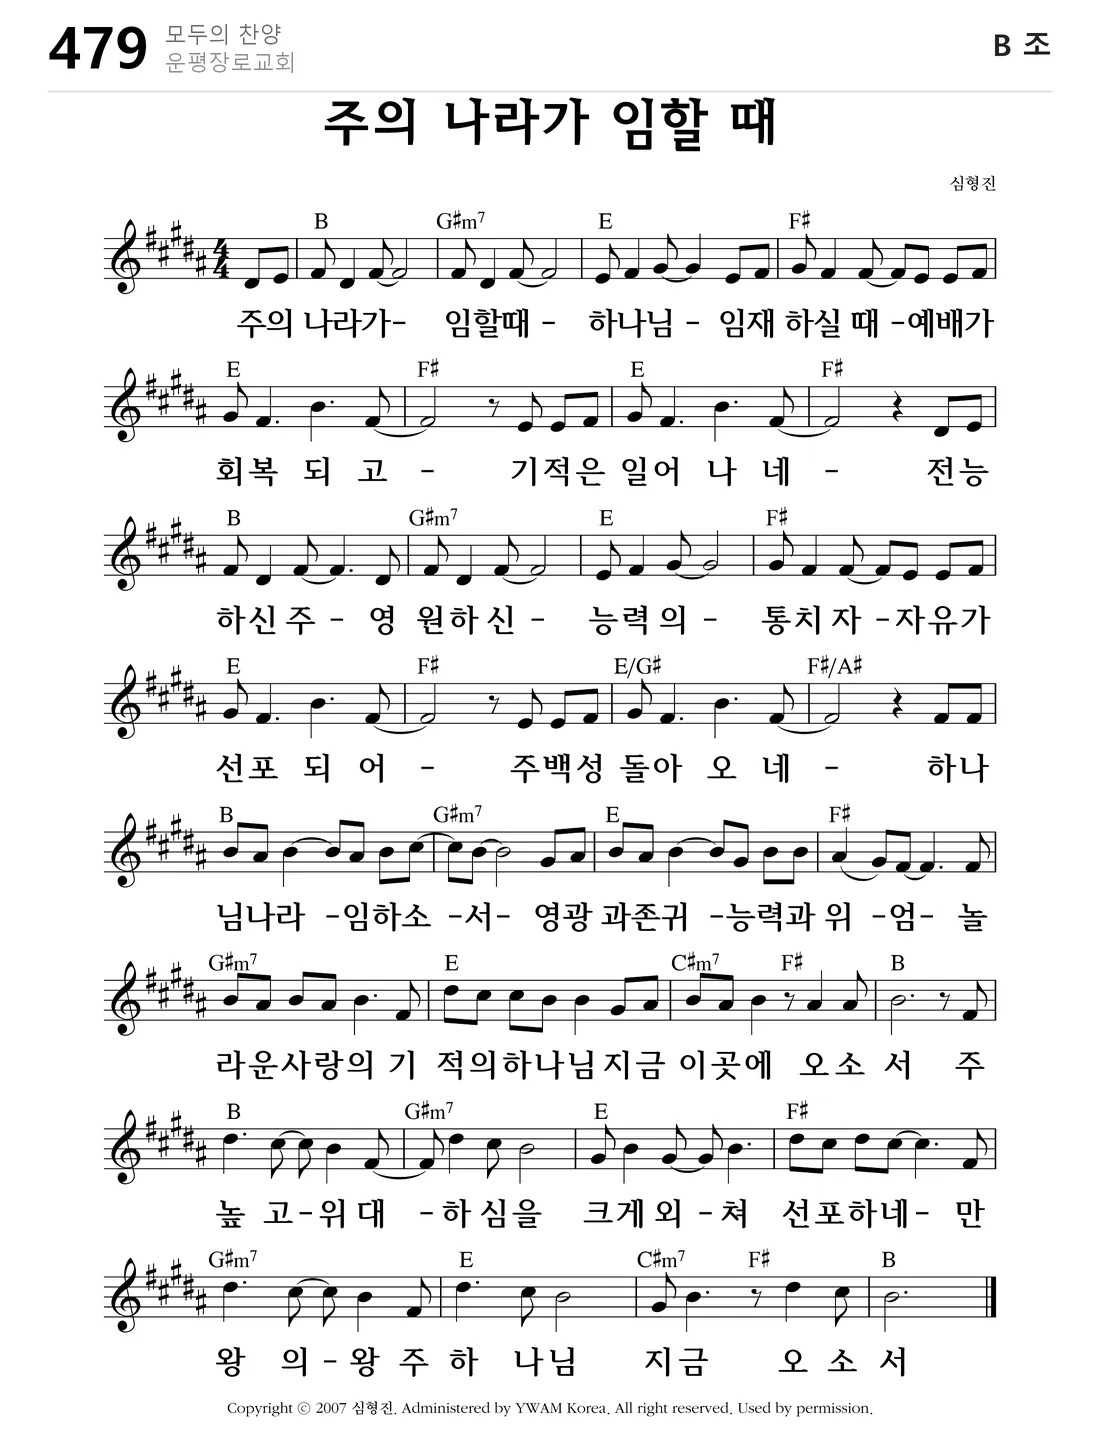 479 모두의 찬양
운평장로교회
B 조
주의 나라가 임할 때
심형진
B G♯m7 E F♯
주의 나라가- 임할때 - 하나님 - 임재 하실 때 -예배가
E F♯ E F♯
회복 되 고 - 기적은 일어 나 네 - 전능
B G♯m7 E F♯
하신 주 - 영 원하 신 - 능력 의 - 통치 자 -자유가
E F♯ E/G♯ F♯/A♯
선포 되 어 - 주백성 돌아 오 네 - 하나
B G♯m7 E F♯
님나라 -임하소 -서- 영광 과존귀 -능력과 위 -엄- 놀
G♯m7 E C♯m7 F♯ B
라운사랑의 기 적의하나님지금 이곳에 오소 서 주
B G♯m7 E F♯
높 고-위대 -하심을 크게외 -쳐 선포하네- 만
G♯m7 E C♯m7 F♯ B
왕 의 -왕 주 하 나님 지금 오 소 서
Copyright ⓒ 2007 심형진. Administered by YWAM Korea. All right reserved. Used by permission.